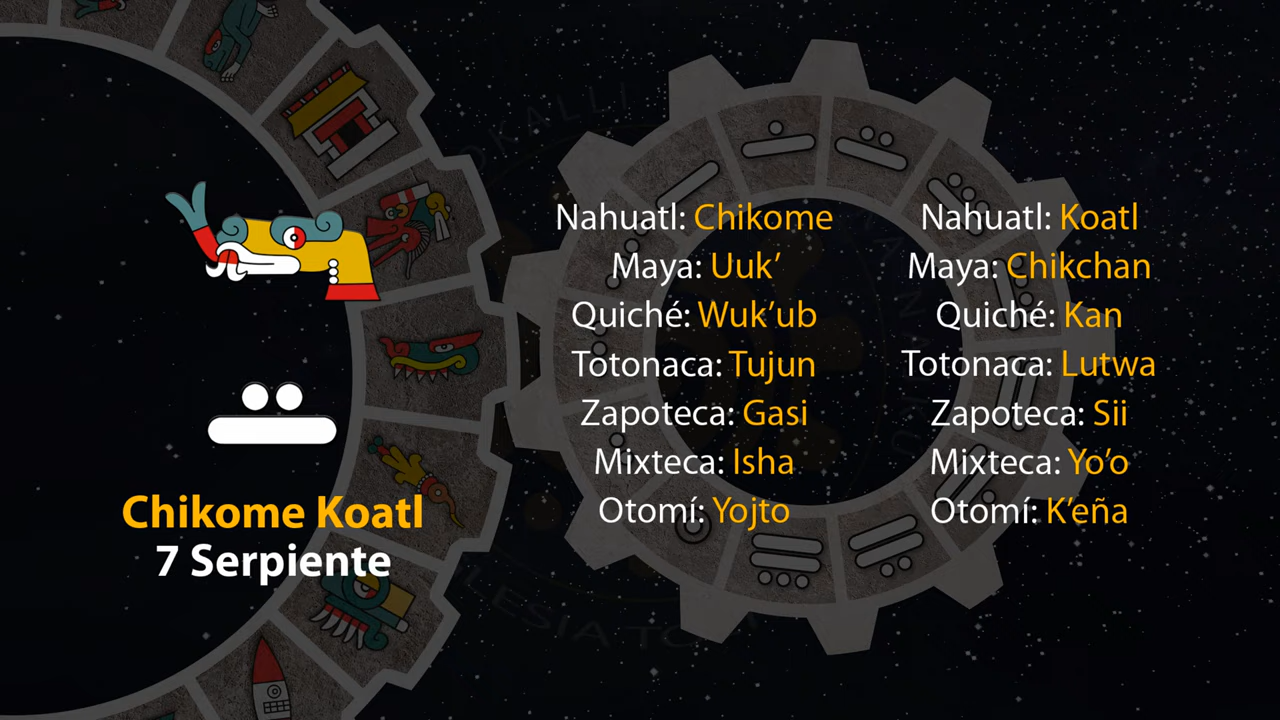 Nahuatl: Chikome
Maya: Uuk’
Quiché: Wuk’ub
Totonaca: Tujun
Zapoteca: Gasi
Mixteca: Isha
Otomí: Yojto
Nahuatl: Koatl
Maya: Chikchan
Quiché: Kan
Totonaca: Lutwa
Zapoteca: Sii
Mixteca: Yo’o
Otomí: K’eña
Chikome Koatl
7 Serpiente